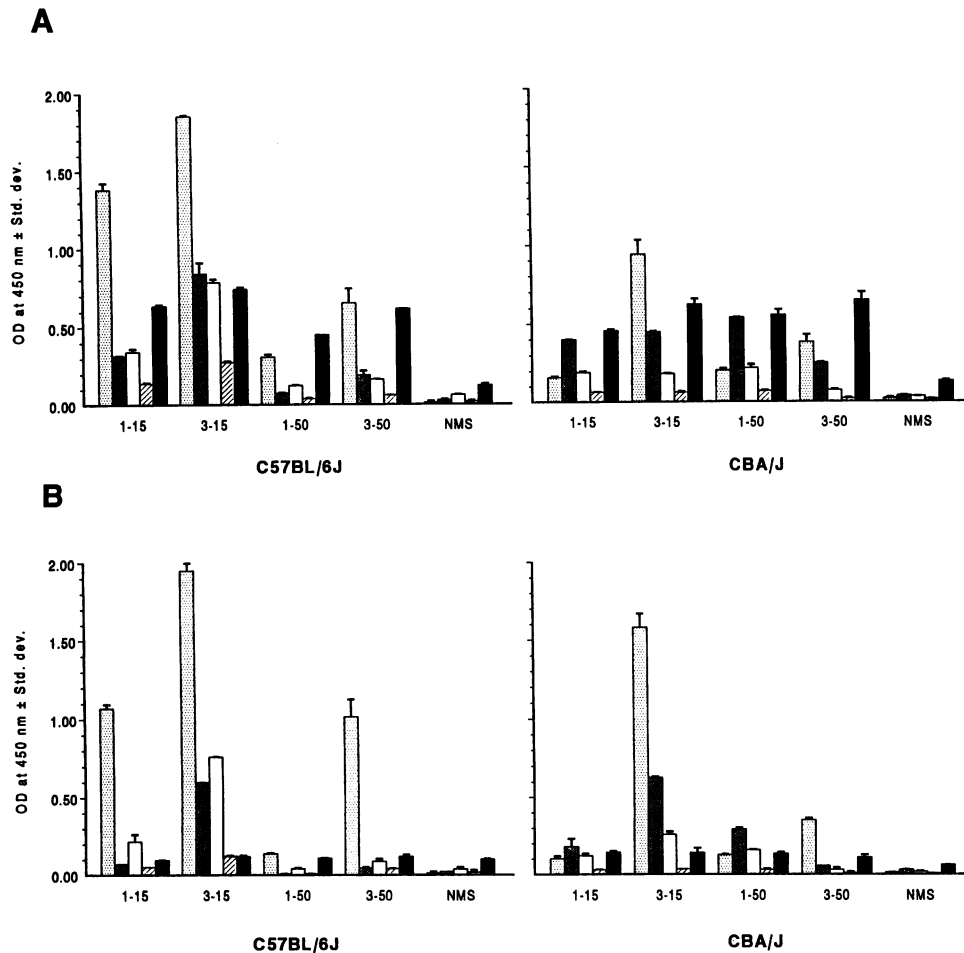 A
OD at 450 nm ± Std. dev.
2.00
1.50
1.00
0.50
0.00
1-15 3-15 1-50 3-50 NMS
C57BL/6J
1-15 3-15 1-50 3-50 NMS
CBA/J
B
OD at 450 nm ± Std. dev.
2.00
1.50
1.00
0.50
0.00
1-15 3-15 1-50 3-50 NMS
C57BL/6J
1-15 3-15 1-50 3-50 NMS
CBA/J